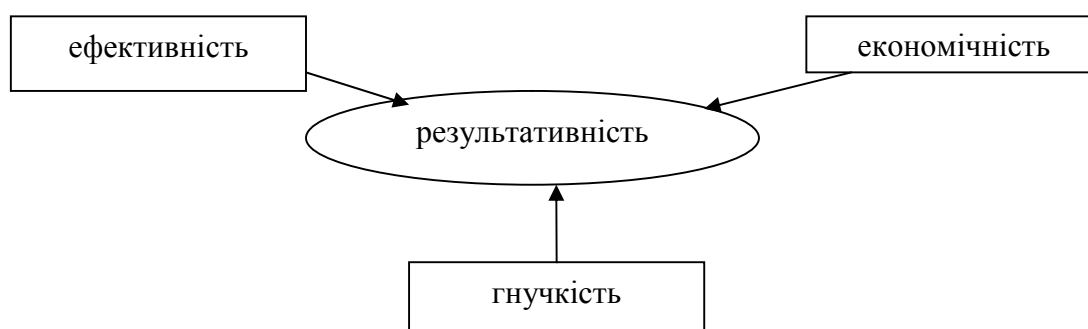 ефективність
економічність
результативність
гнучкість